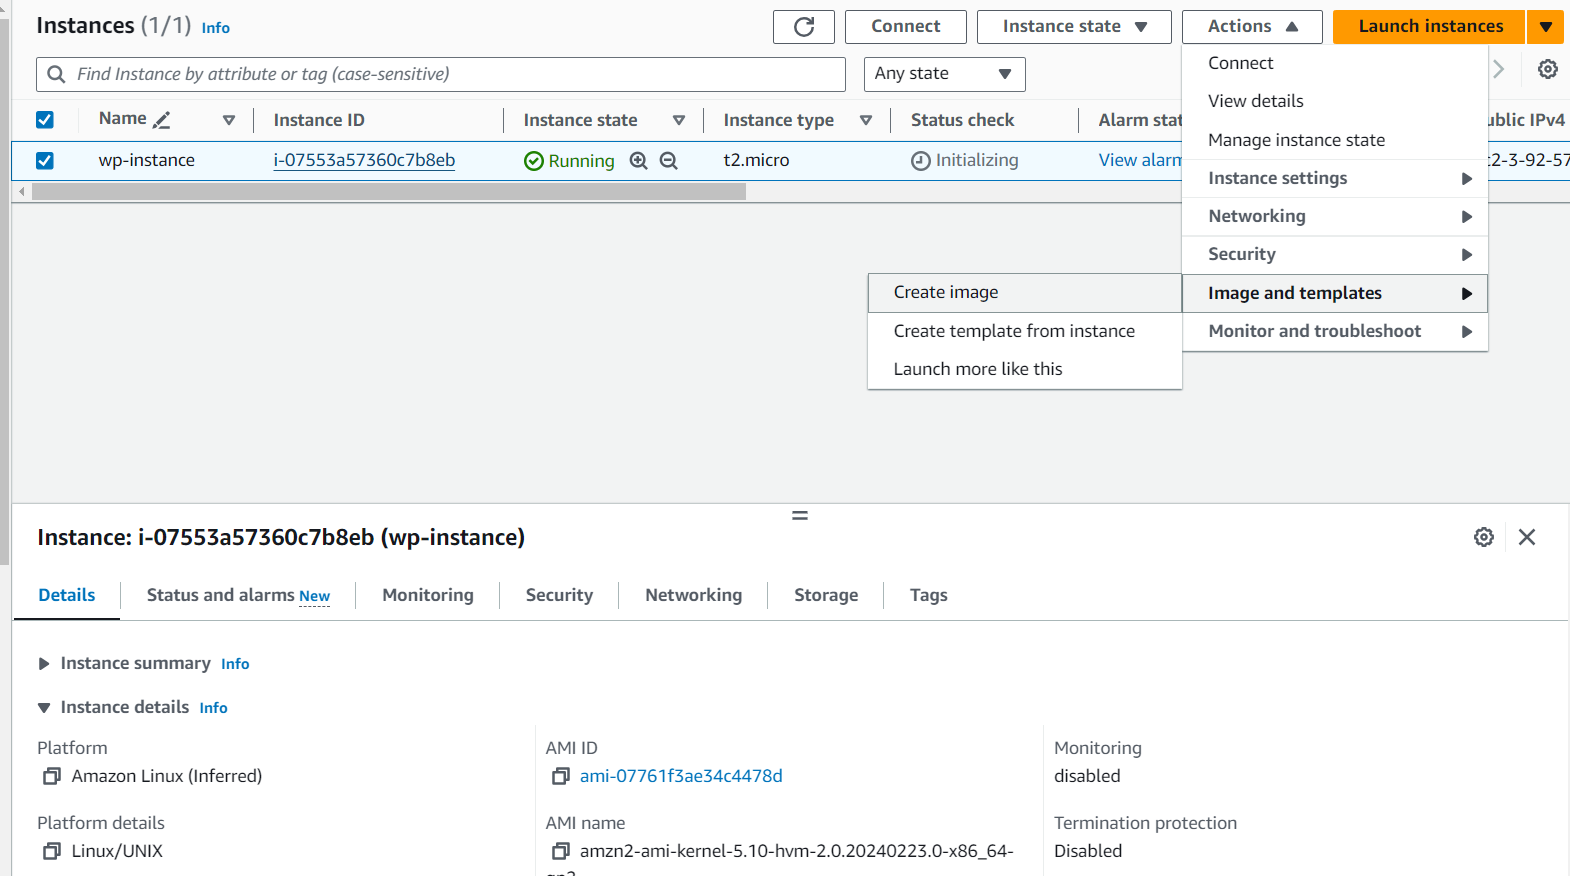 Instances (1/1) Info
Connect
Instance state
Actions
Launch instances
Find Instance by attribute or tag (case-sensitive)
Any state
Connect
View details
Manage instance state
Instance settings
Networking
Security
Image and templates
Monitor and troubleshoot
Create image
Create template from instance
Launch more like this
Name Instance ID Instance state Instance type Status check Alarm stat ublic IPv4
wp-instance i-07553a57360c7b8eb Running t2.micro Initializing View alarm 2-3-92-57
Instance: i-07553a57360c7b8eb (wp-instance)
Details Status and alarms New Monitoring Security Networking Storage Tags
Instance summary Info
Instance details Info
Platform
Amazon Linux (Inferred)
AMI ID
ami-07761f3ae34c4478d
Monitoring
disabled
Platform details
Linux/UNIX
AMI name
amzn2-ami-kernel-5.10-hvm-2.0.20240223.0-x86_64-
Termination protection
Disabled